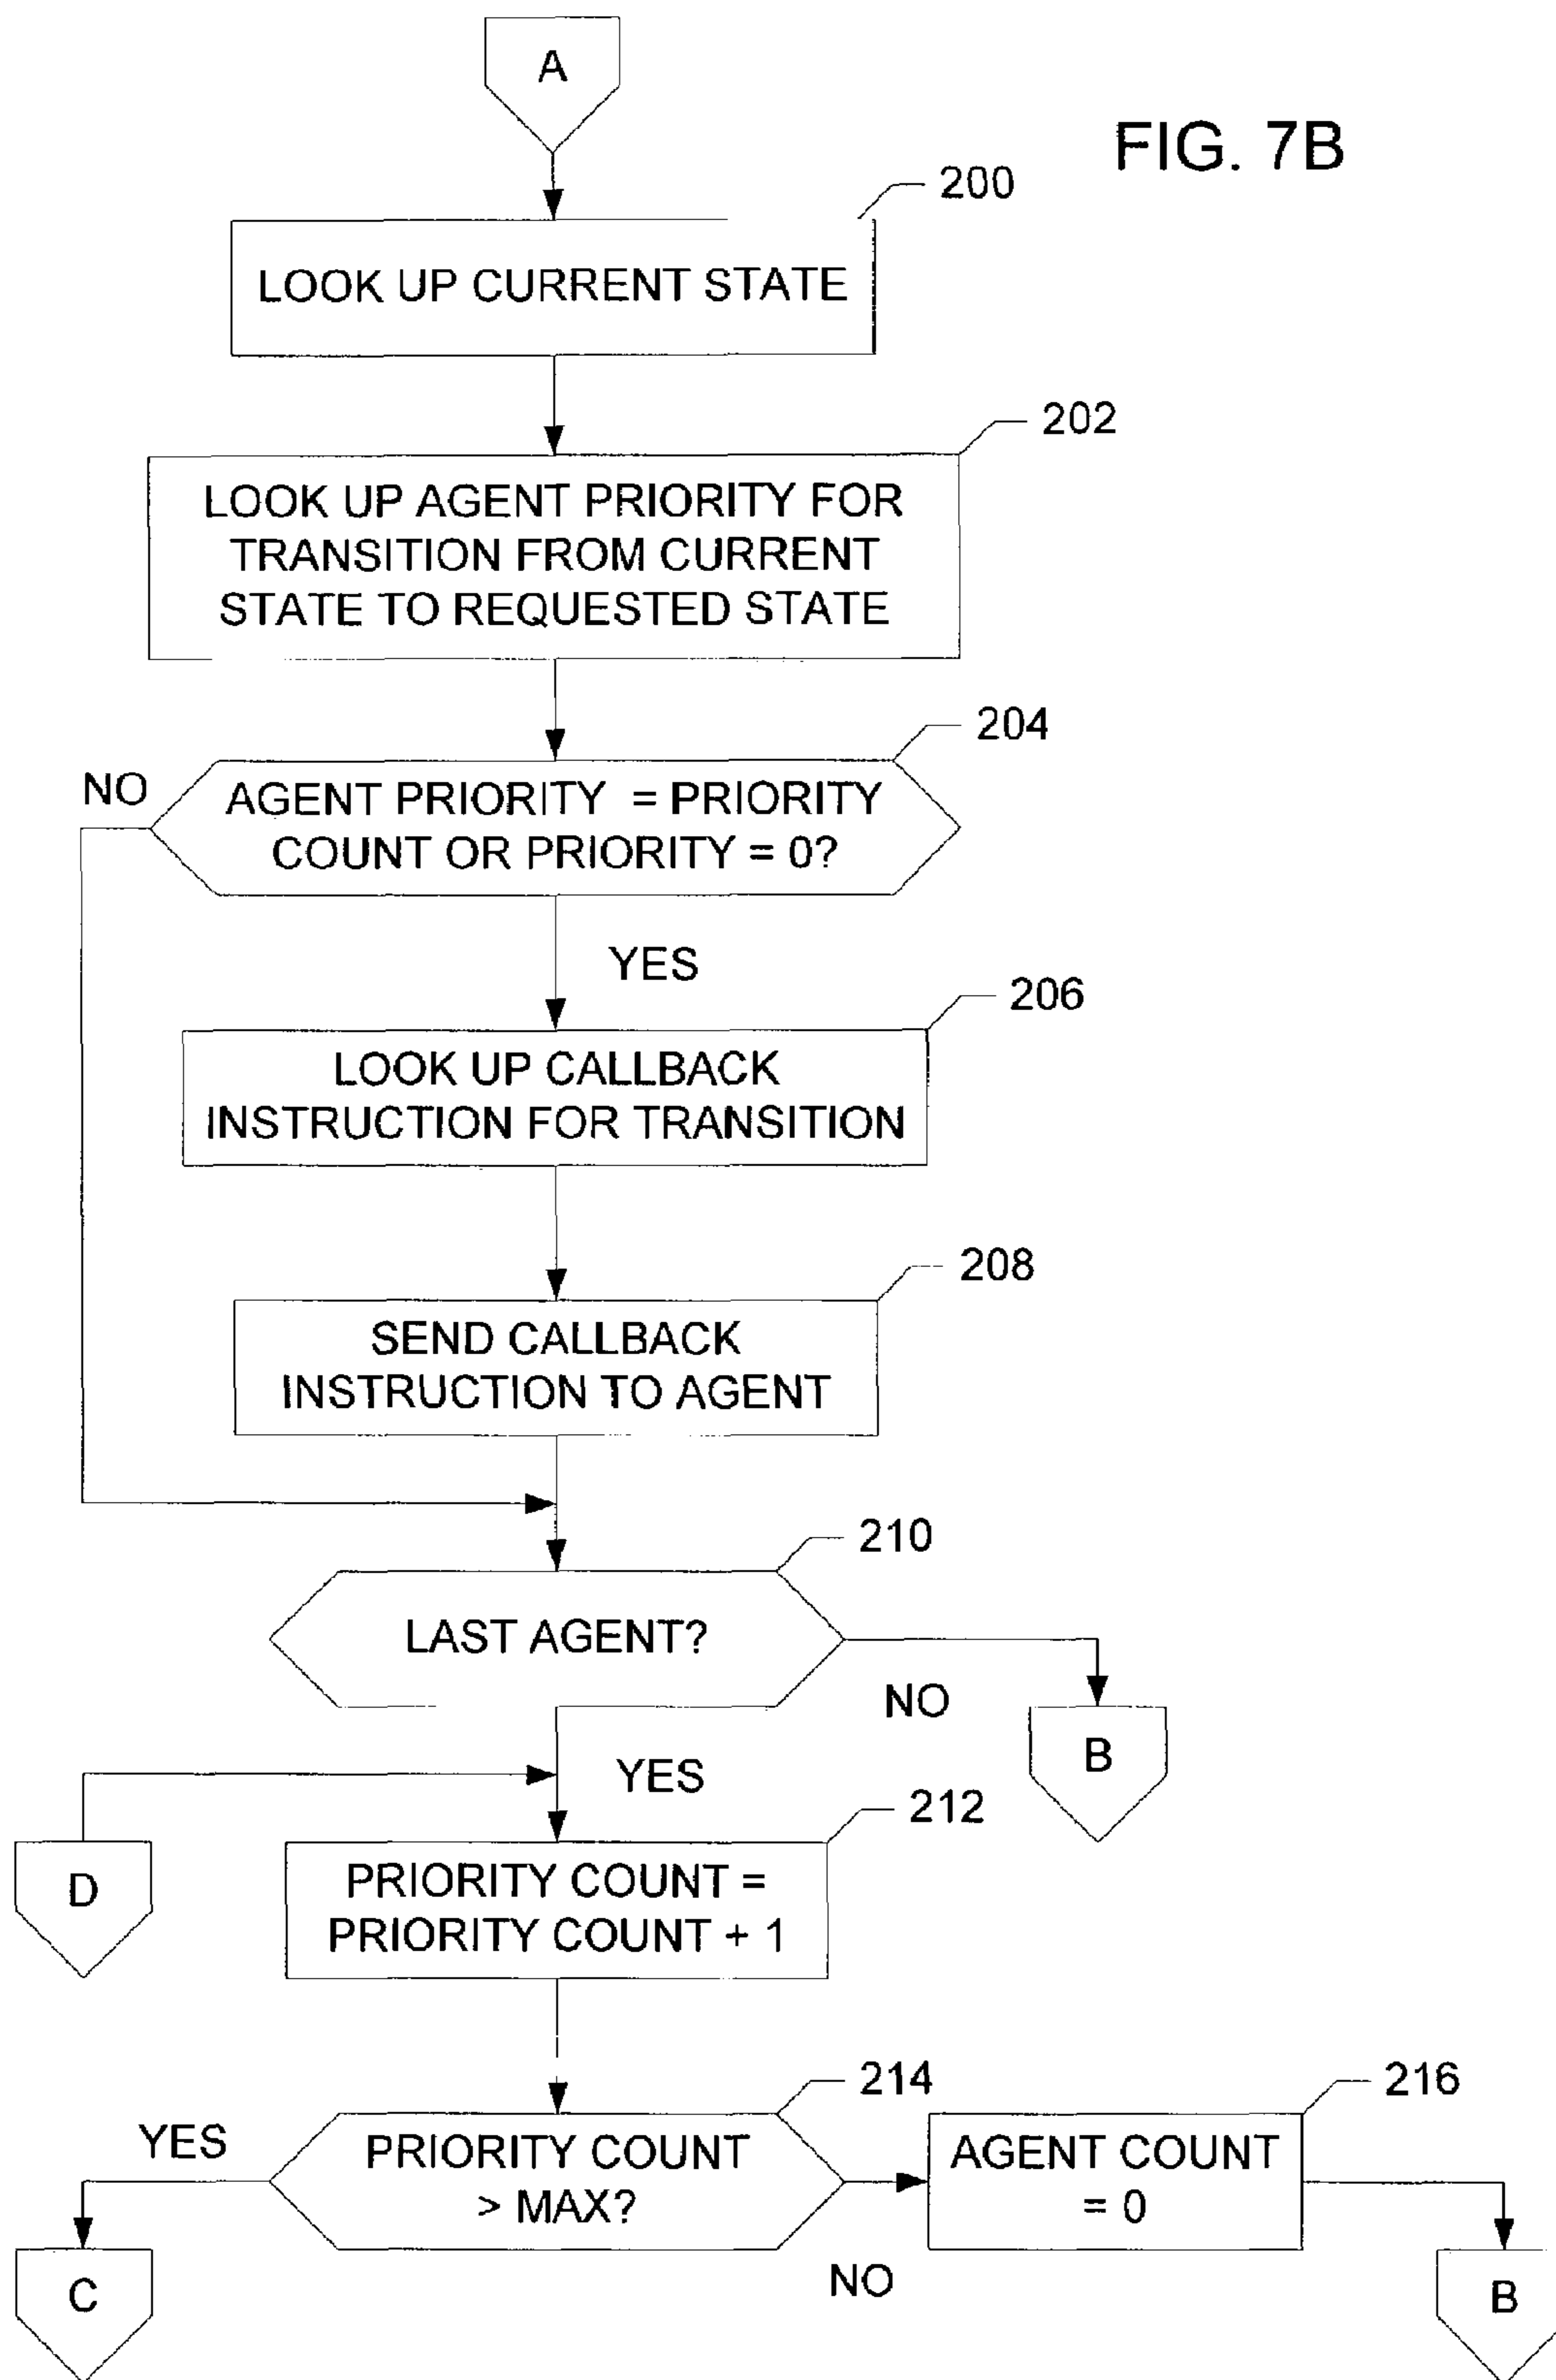 A
FIG. 7B
200
LOOK UP CURRENT STATE
202
LOOK UP AGENT PRIORITY FOR
TRANSITION FROM CURRENT
STATE TO REQUESTED STATE
204
NO
AGENT PRIORITY = PRIORITY
COUNT OR PRIORITY = 0?
YES
206
LOOK UP CALLBACK
INSTRUCTION FOR TRANSITION
208
SEND CALLBACK
INSTRUCTION TO AGENT
210
LAST AGENT?
NO
B
YES
212
D
PRIORITY COUNT =
PRIORITY COUNT + 1
214
216
YES
PRIORITY COUNT
> MAX?
AGENT COUNT
= 0
NO
C
B